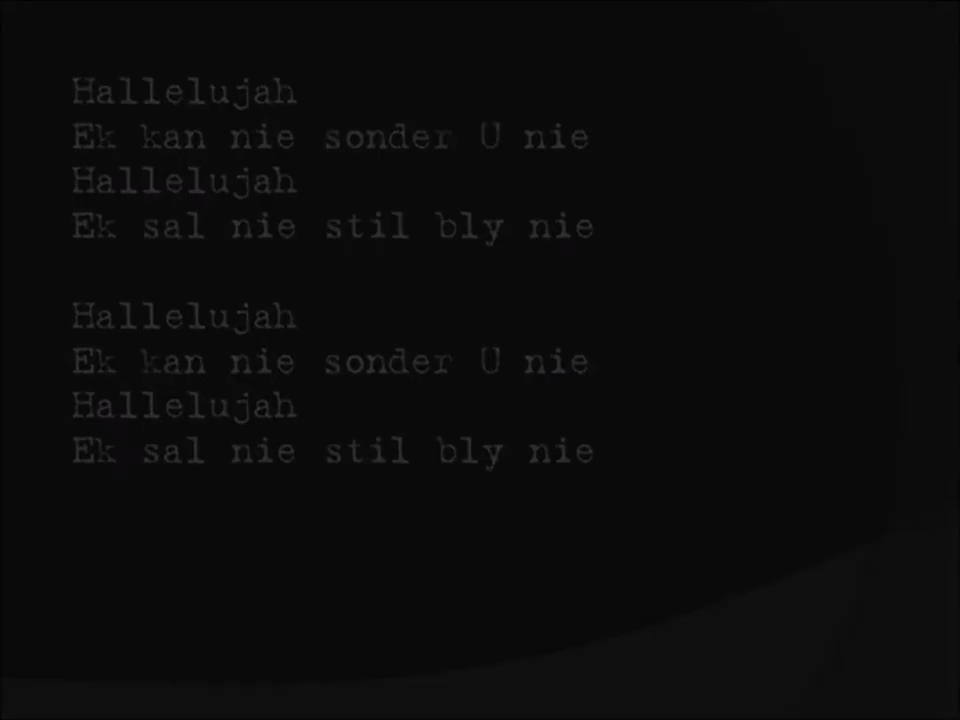 Hallelujah
Ek kan nie sonder U nie
Hallelujah
Ek sal nie stil bly nie
Hallelujah
Ek kan nie sonder U nie
Hallelujah
Ek sal nie stil bly nie